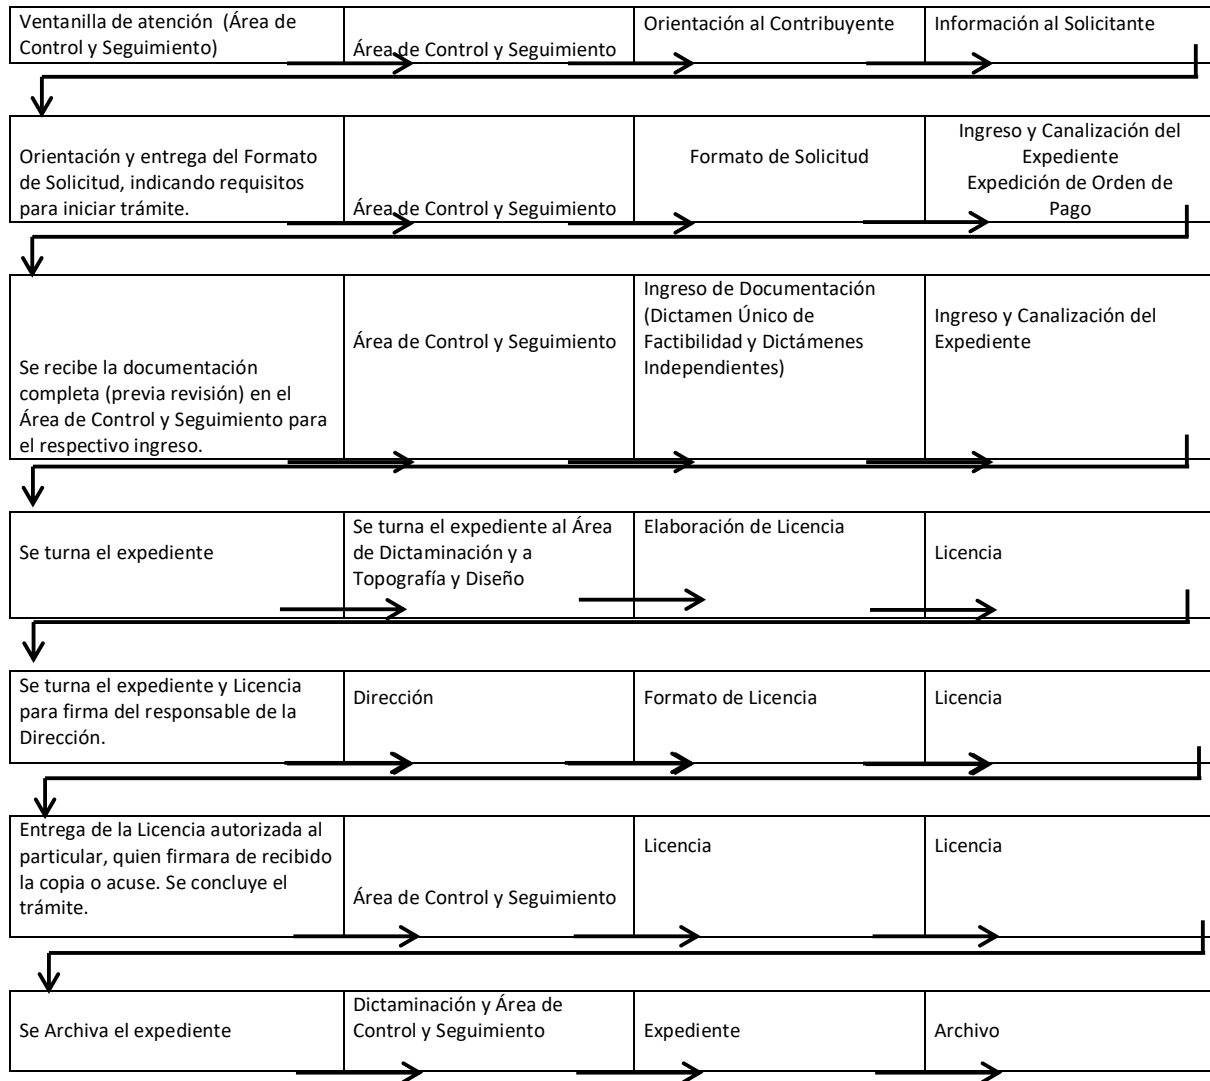 Ventanilla de atención  (Área de
Control y Seguimiento)
Área de Control y Seguimiento
Orientación al Contribuyente
Información al Solicitante
Orientación y entrega del Formato
de Solicitud, indicando requisitos
para iniciar trámite.
Área de Control y Seguimiento
Formato de Solicitud
Ingreso y Canalización del
Expediente
Expedición de Orden de
Pago
Se recibe la documentación
completa (previa revisión) en el
Área de Control y Seguimiento para
el respectivo ingreso.
Área de Control y Seguimiento
Ingreso de Documentación
(Dictamen Único de
Factibilidad y Dictámenes
Independientes)
Ingreso y Canalización del
Expediente
Se turna el expediente
Se turna el expediente al Área
de Dictaminación y a
Topografía y Diseño
Elaboración de Licencia
Licencia
Se turna el expediente y Licencia
para firma del responsable de la
Dirección.
Dirección
Formato de Licencia
Licencia
Entrega de la Licencia autorizada al
particular, quien firmara de recibido
la copia o acuse. Se concluye el
trámite.
Área de Control y Seguimiento
Licencia
Licencia
Se Archiva el expediente
Dictaminación y Área de
Control y Seguimiento
Expediente
Archivo